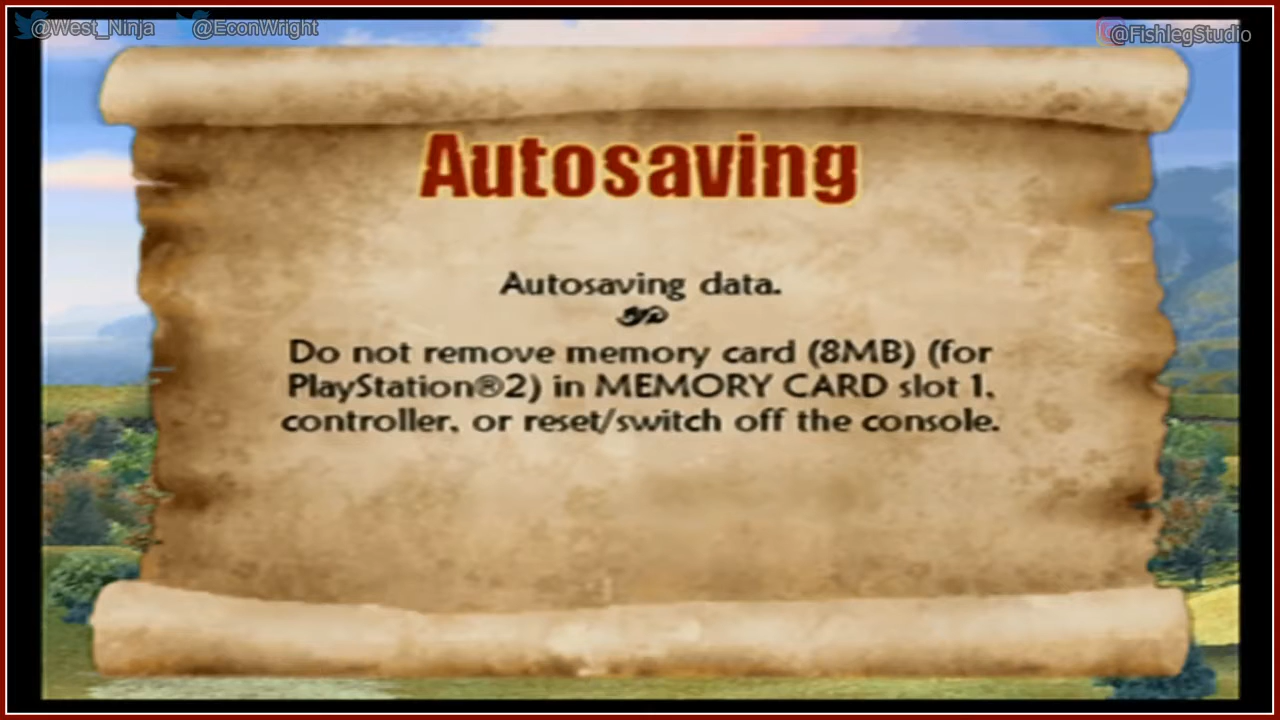 @West_Ninja @EconWright @FishlegStudio
Autosaving
Autosaving data.
Do not remove memory card (8MB) (for
PlayStation®2) in MEMORY CARD slot 1,
controller, or reset/switch off the console.